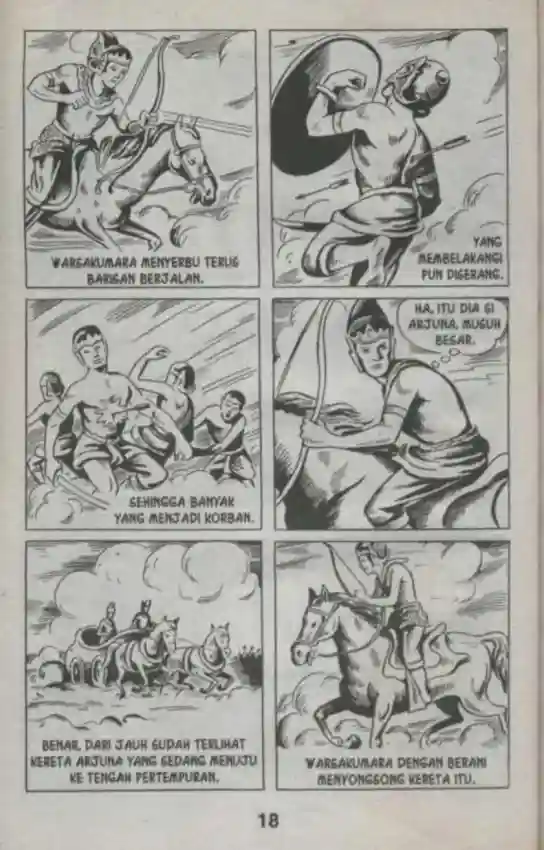 WARSAKUMARA MENYERBU TERUS
BARISAN BERJALAN.
YANG
MEMBELAKANGI
PUN DISERANG.
SEHINGGA BANYAK
YANG MENJADI KORBAN.
HA, ITU DIA SI
ARJUNA, MUSUH
BESAR.
BENAR, DARI JAUH SUDAH TERLIHAT
KERETA ARJUNA YANG SEDANG MENUJU
KE TENGAH PERTEMPURAN.
WARSAKUMARA DENGAN BERANI
MENYONGSONG KERETA ITU.
18